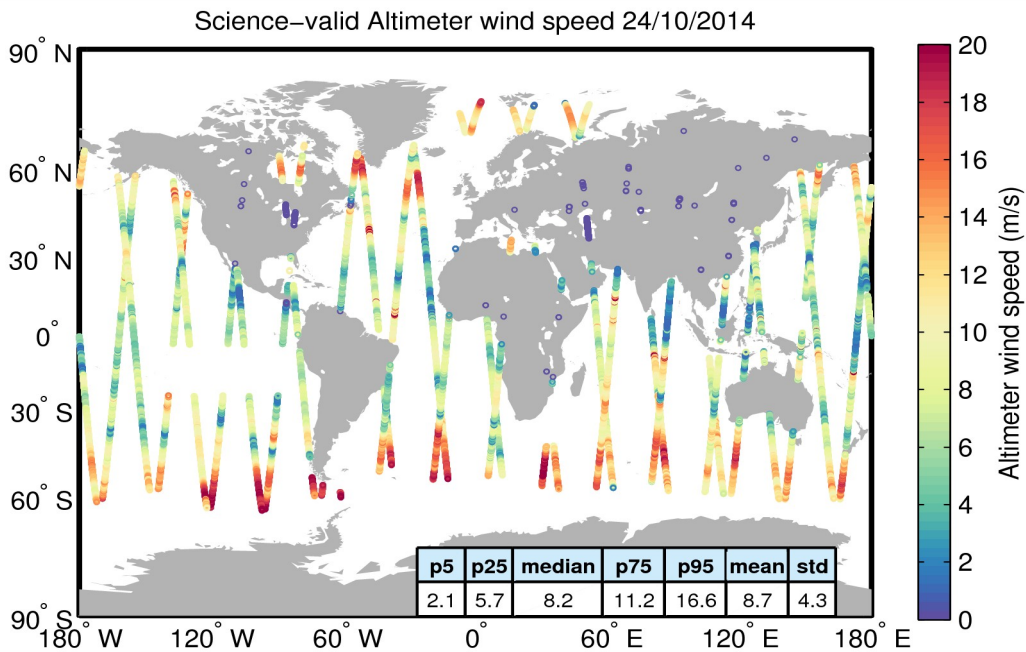 Science−valid Altimeter wind speed 24/10/2014
90° N
60° N
30° N
0°
30° S
60° S
90° S
180° W
120° W
60° W
0°
60° E
120° E
180° E
p5 p25 median p75 p95 mean std
2.1 5.7 8.2 11.2 16.6 8.7 4.3
20
18
16
14
12
10
8
6
4
2
0
Altimeter wind speed (m/s)